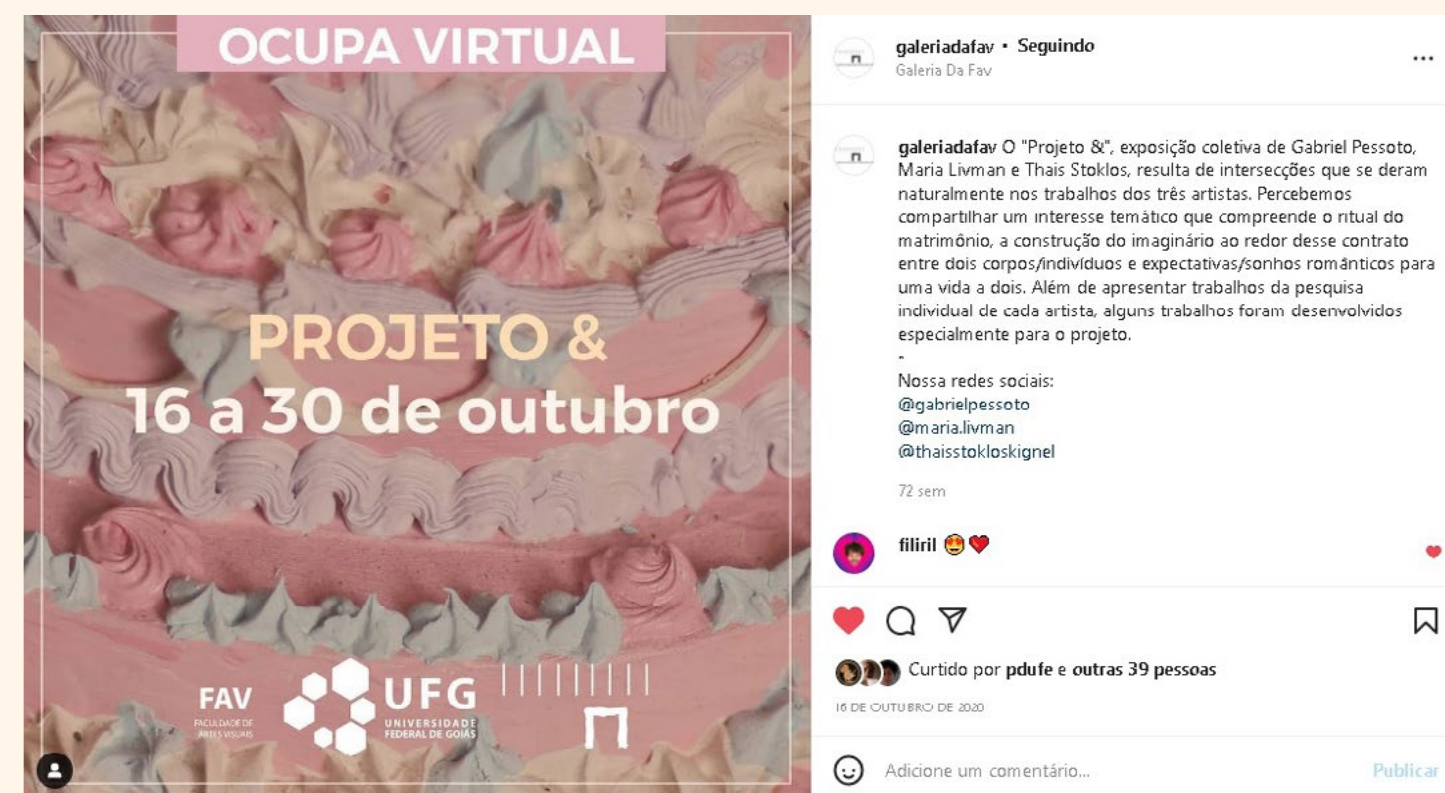 OCUPA VIRTUAL
PROJETO &
16 a 30 de outubro
FAV
FACULDADE DE
ARTES VISUAIS
UFG
UNIVERSIDADE
FEDERAL DE GOIÁS
galeriadafav • Seguindo
Galeria Da Fav
galeriadafav O "Projeto &", exposição coletiva de Gabriel Pessoto,
Maria Livman e Thais Stoklos, resulta de intersecções que se deram
naturalmente nos trabalhos dos três artistas. Percebemos
compartilhar um interesse temático que compreende o ritual do
matrimônio, a construção do imaginário ao redor desse contrato
entre dois corpos/indivíduos e expectativas/sonhos românticos para
uma vida a dois. Além de apresentar trabalhos da pesquisa
individual de cada artista, alguns trabalhos foram desenvolvidos
especialmente para o projeto.
-
Nossa redes sociais:
@gabrielpessoto
@maria.livman
@thaisstokloskignel
72 sem
filiril 😍❤️
Curtido por pdufe e outras 39 pessoas
16 DE OUTUBRO DE 2020
Adicione um comentário...
Publicar